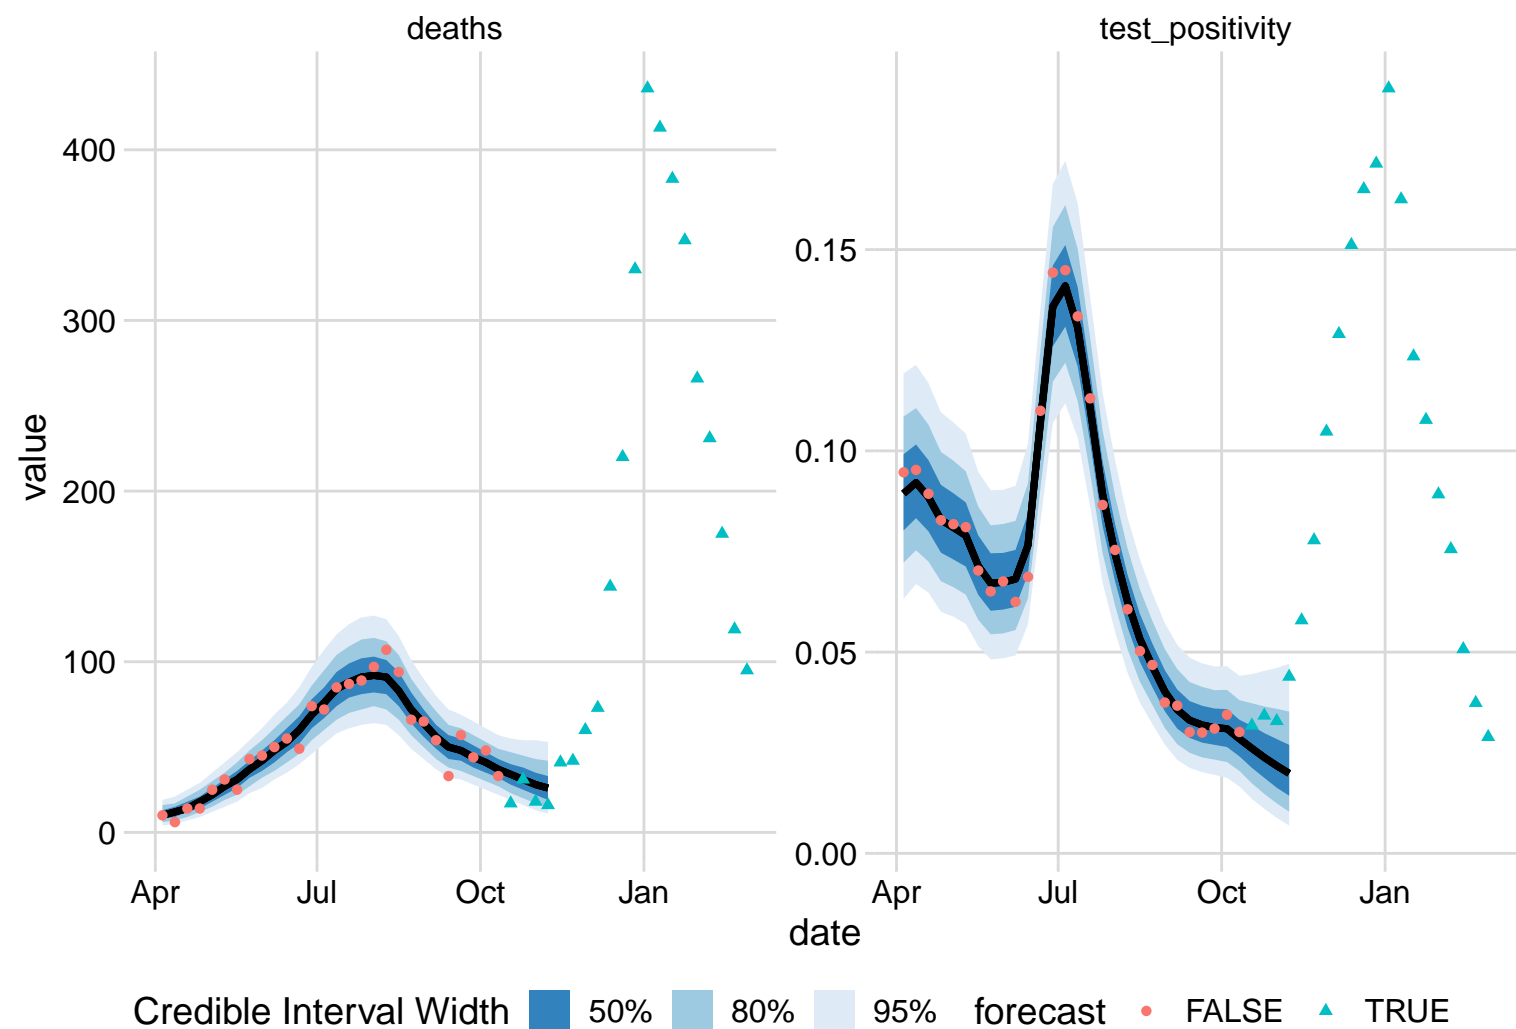 deaths
test_positivity
value
400
300
200
100
0
0.15
0.10
0.05
0.00
Apr Jul Oct Jan
Apr Jul Oct Jan
date
Credible Interval Width 50% 80% 95% forecast FALSE TRUE